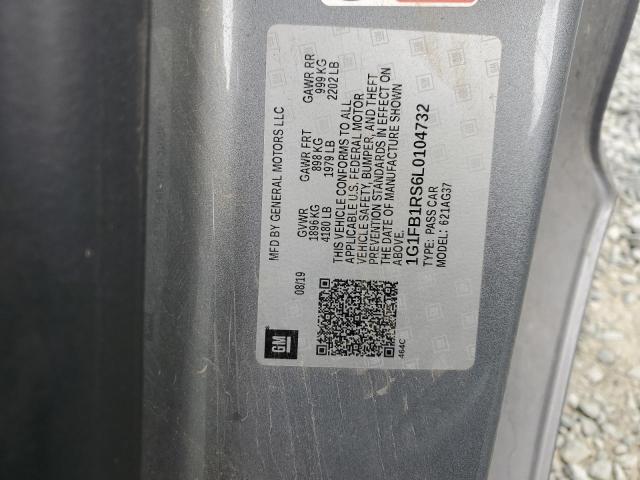 MFD BY GENERAL MOTORS LLC
08/19
GVWR GAWR FRT GAWR RR
1896 KG 898 KG 999 KG
4180 LB 1979 LB 2202 LB
THIS VEHICLE CONFORMS TO ALL
APPLICABLE U.S. FEDERAL MOTOR
VEHICLE SAFETY, BUMPER, AND THEFT
PREVENTION STANDARDS IN EFFECT ON
THE DATE OF MANUFACTURE SHOWN
ABOVE.
1G1FB1RS6L0104732
TYPE: PASS CAR
MODEL: 621AG37
GM
464C